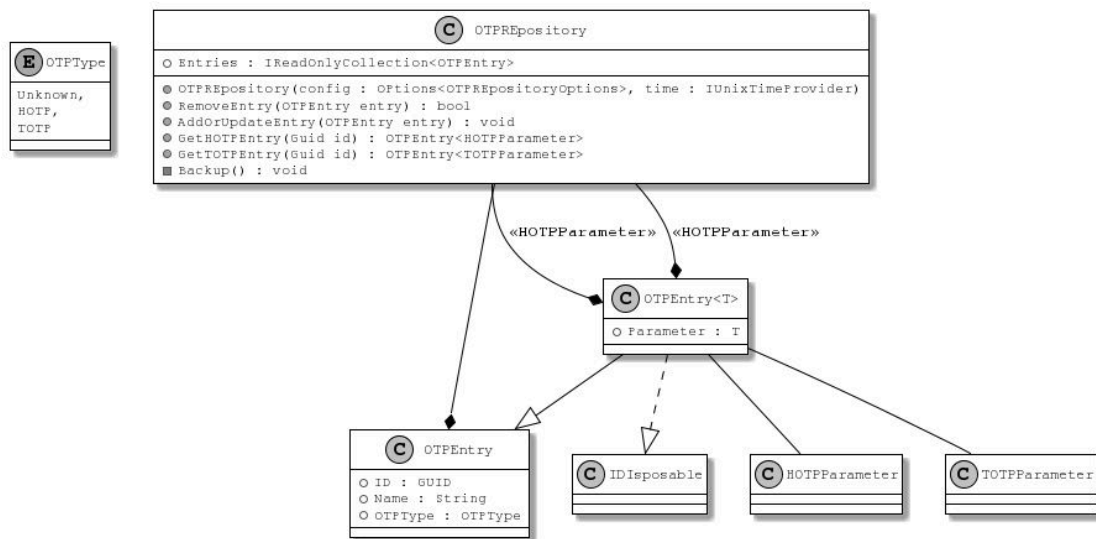 E OTPType
Unknown,
HOTP,
TOTP
C OTPREpository
Entries : IReadOnlyCollection<OTPEntry>
OTPREpository(config : OPtions<OTPREpositoryOptions>, time : IUnixTimeProvider)
RemoveEntry(OTPEntry entry) : bool
AddOrUpdateEntry(OTPEntry entry) : void
GetHOTPEntry(Guid id) : OTPEntry<HOTPParameter>
GetTOTPEntry(Guid id) : OTPEntry<TOTPParameter>
Backup() : void
«HOTPParameter» «HOTPParameter»
C OTPEntry<T>
Parameter : T
C OTPEntry
ID : GUID
Name : String
OTPType : OTPType
C IDIsposable
C HOTPParameter
C TOTPParameter